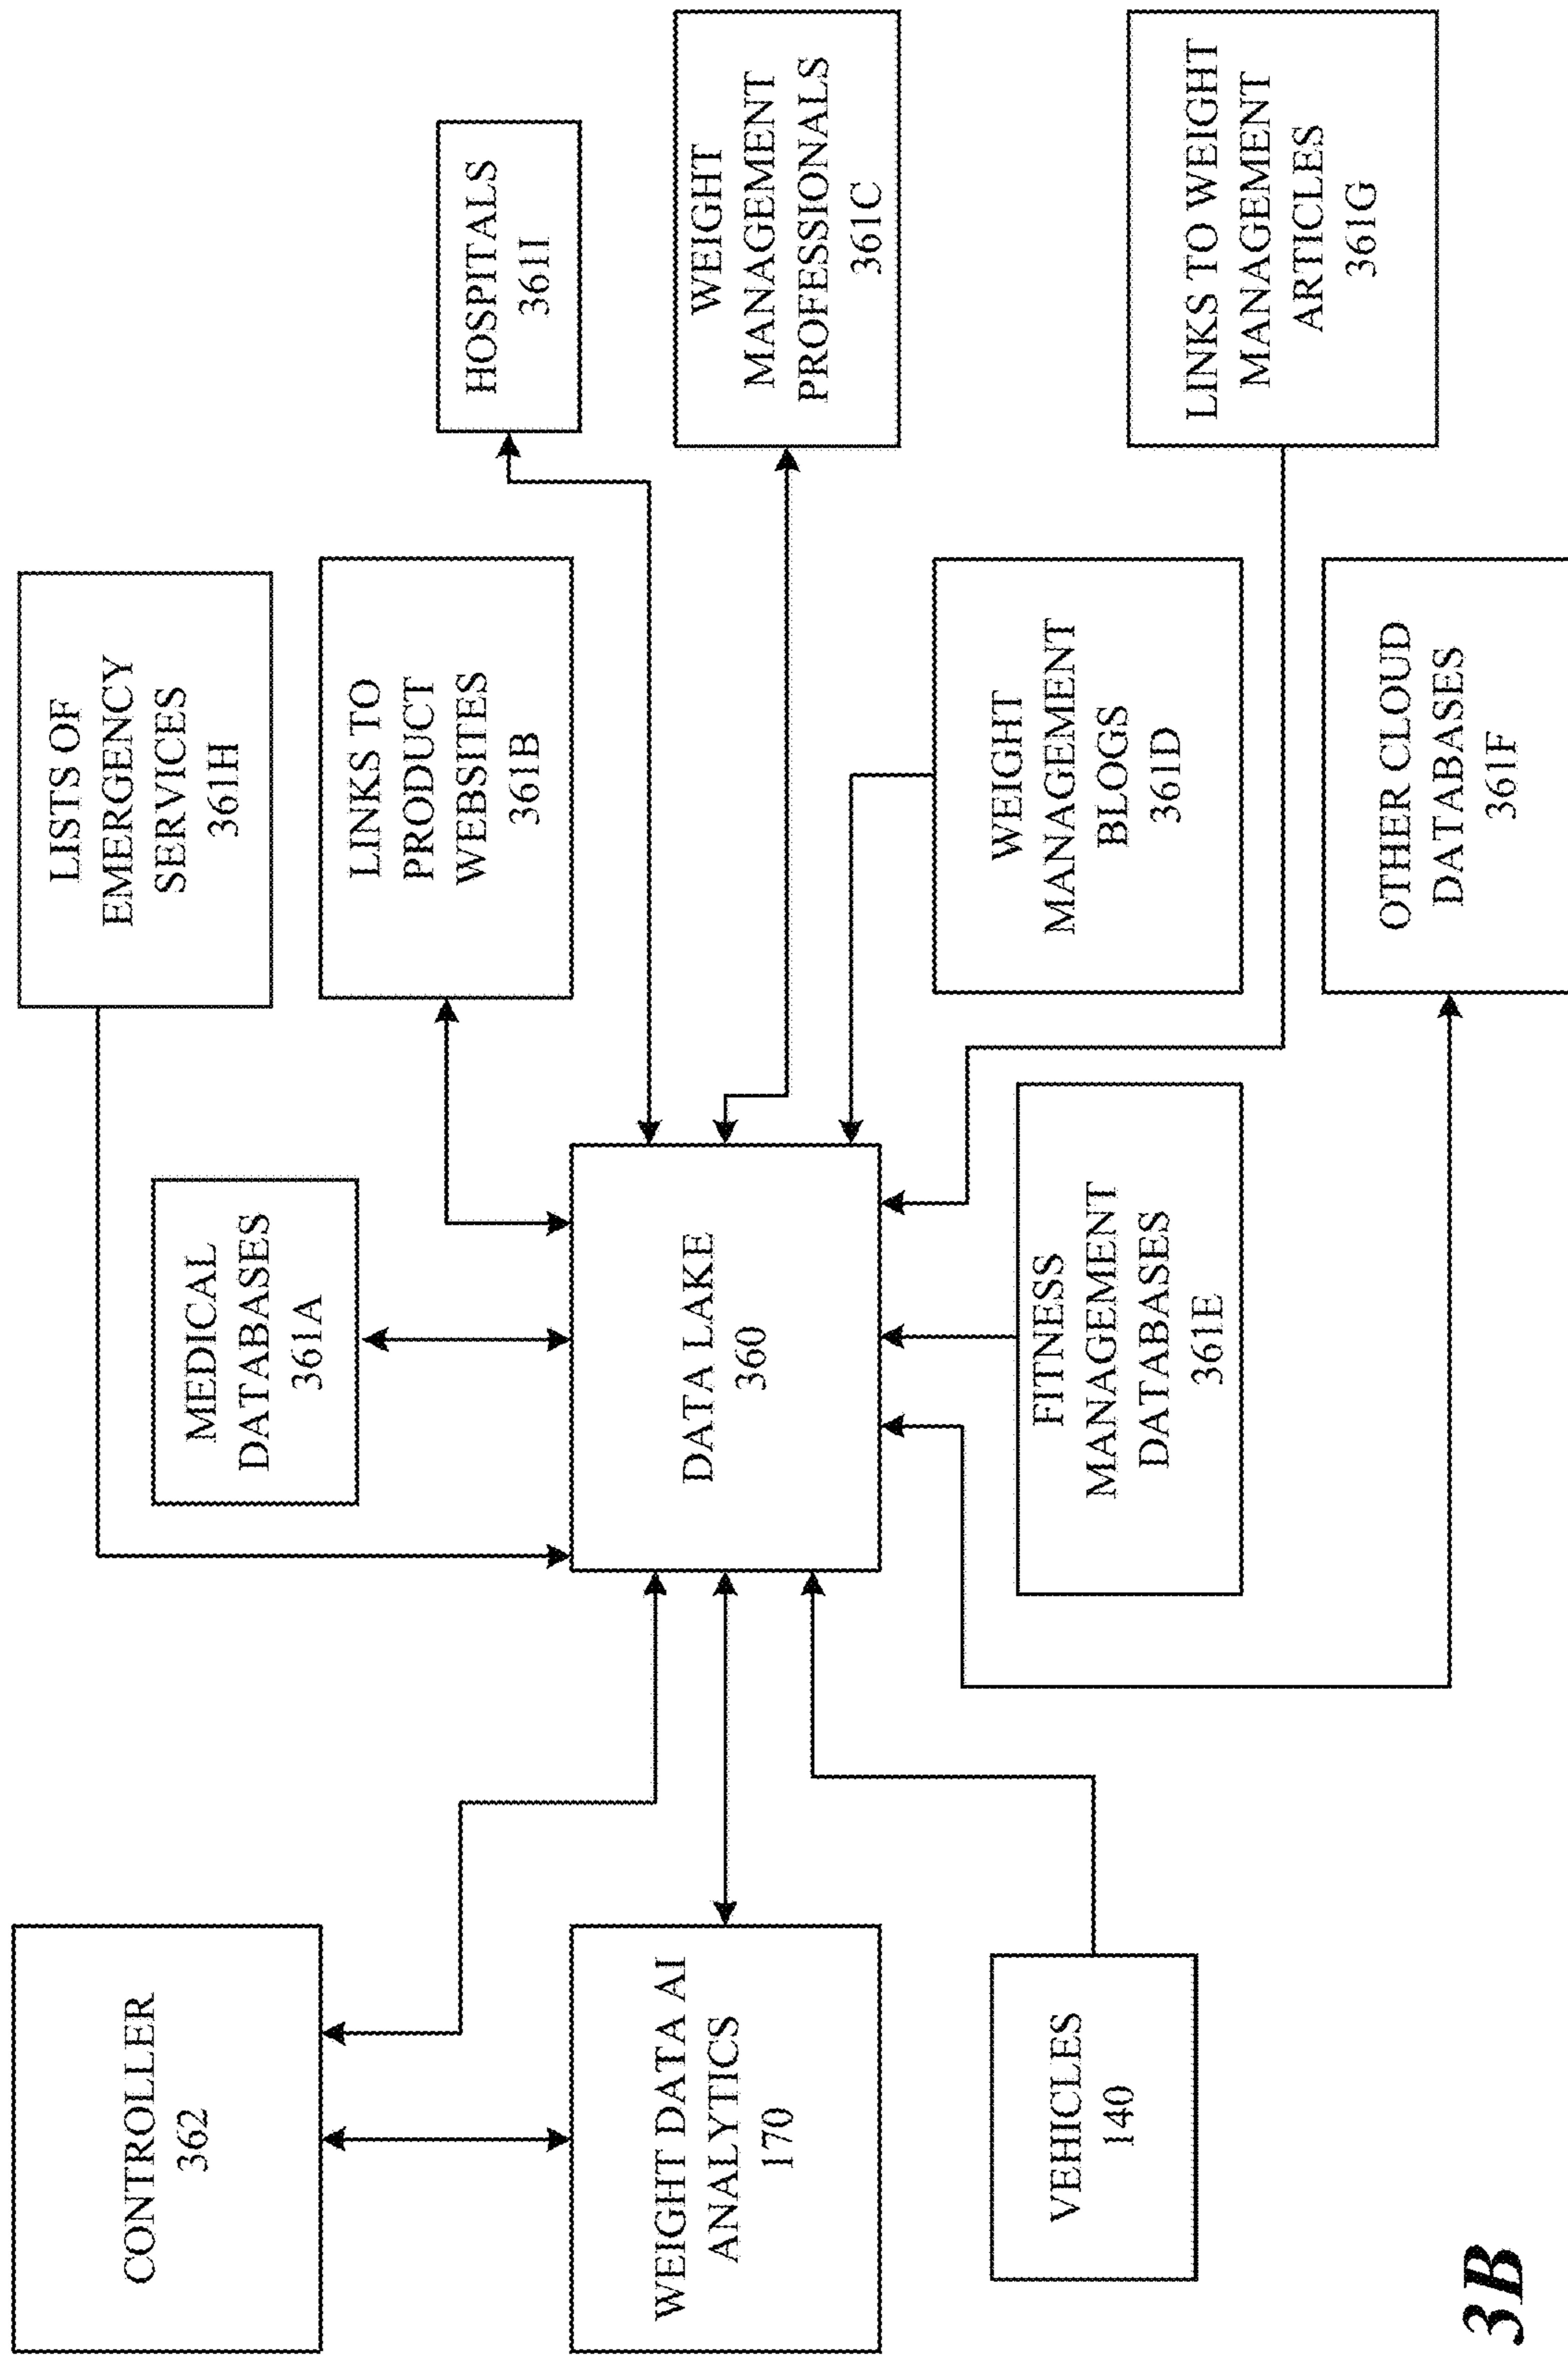 CONTROLLER
362
WEIGHT DATA AI
ANALYTICS
170
VEHICLES
140
LISTS OF
EMERGENCY
SERVICES
361H
MEDICAL
DATABASES
361A
LINKS TO
PRODUCT
WEBSITES
361B
DATA LAKE
360
HOSPITALS
361I
WEIGHT
MANAGEMENT
PROFESSIONALS
361C
WEIGHT
MANAGEMENT
BLOGS
361D
FITNESS
MANAGEMENT
DATABASES
361E
LINKS TO WEIGHT
MANAGEMENT
ARTICLES
361G
OTHER CLOUD
DATABASES
361F
3B